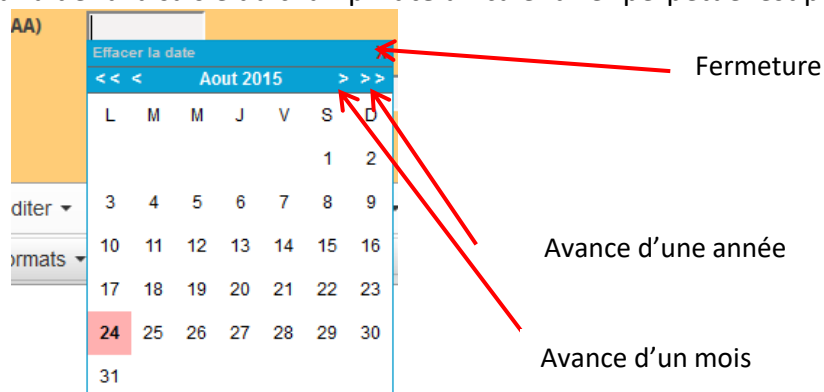 AA)
Effacer la date
Fermeture
<< < Aout 2015 > >>
L M M J V S D
1 2
diter 3 4 5 6 7 8 9
10 11 12 13 14 15 16
Avance d’une année
ormats
17 18 19 20 21 22 23
24 25 26 27 28 29 30
Avance d’un mois
31